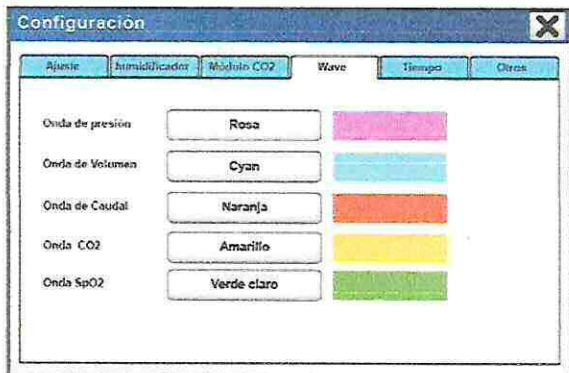 Configuración
Ajuste humidificador Módulo CO2 Wave Tiempo Otros
Onda de presión Rosa
Onda de Volumen Cyan
Onda de Caudal Naranja
Onda CO2 Amarillo
Onda SpO2 Verde claro